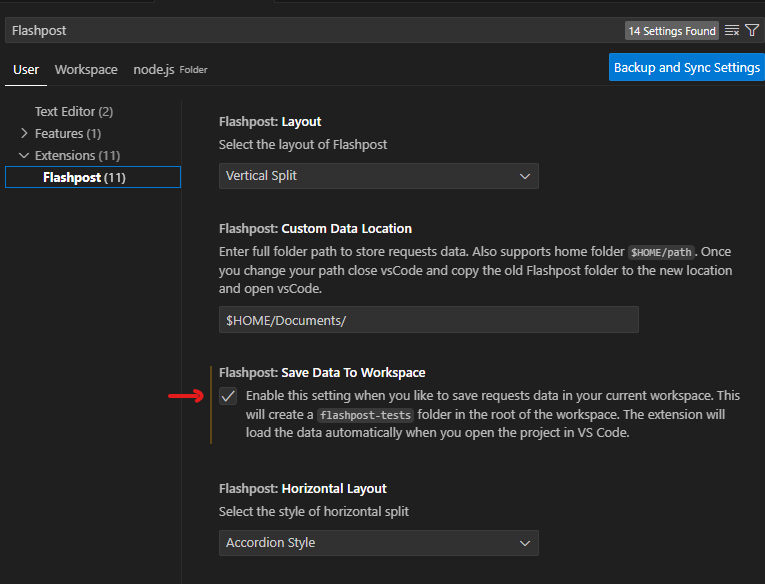 Flashpost
14 Settings Found
User
Workspace
node.js Folder
Backup and Sync Settings
Text Editor (2)
Features (1)
Extensions (11)
Flashpost (11)
Flashpost: Layout
Select the layout of Flashpost
Vertical Split
Flashpost: Custom Data Location
Enter full folder path to store requests data. Also supports home folder $HOME/path. Once
you change your path close vsCode and copy the old Flashpost folder to the new location
and open vsCode.
$HOME/Documents/
Flashpost: Save Data To Workspace
Enable this setting when you like to save requests data in your current workspace. This
will create a flashpost-tests folder in the root of the workspace. The extension will
load the data automatically when you open the project in VS Code.
Flashpost: Horizontal Layout
Select the style of horizontal split
Accordion Style